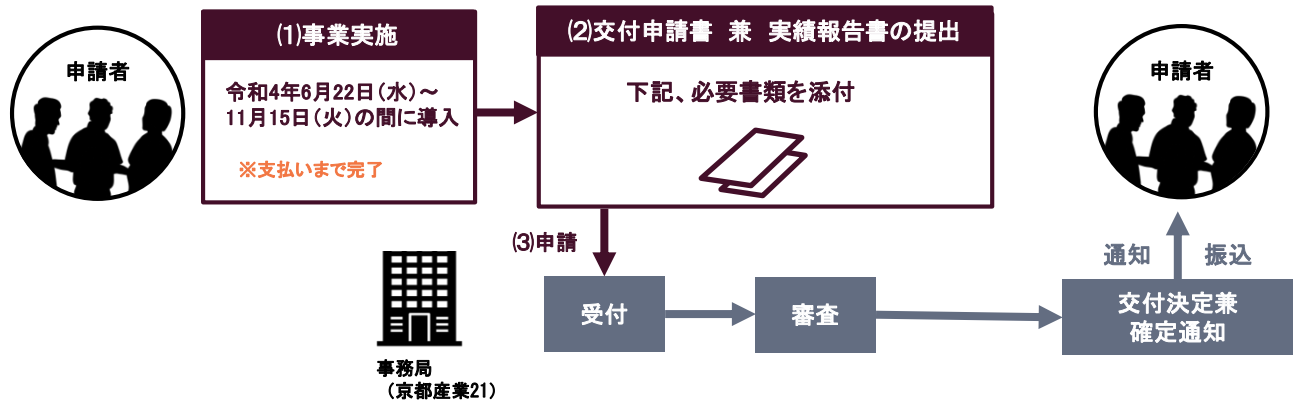 申請者
(1)事業実施
令和4年6月22日(水)~
11月15日(火)の間に導入
※支払いまで完了
(2)交付申請書 兼 実績報告書の提出
下記、必要書類を添付
(3)申請
事務局
(京都産業21)
受付
審査
交付決定兼
確定通知
通知 振込
申請者